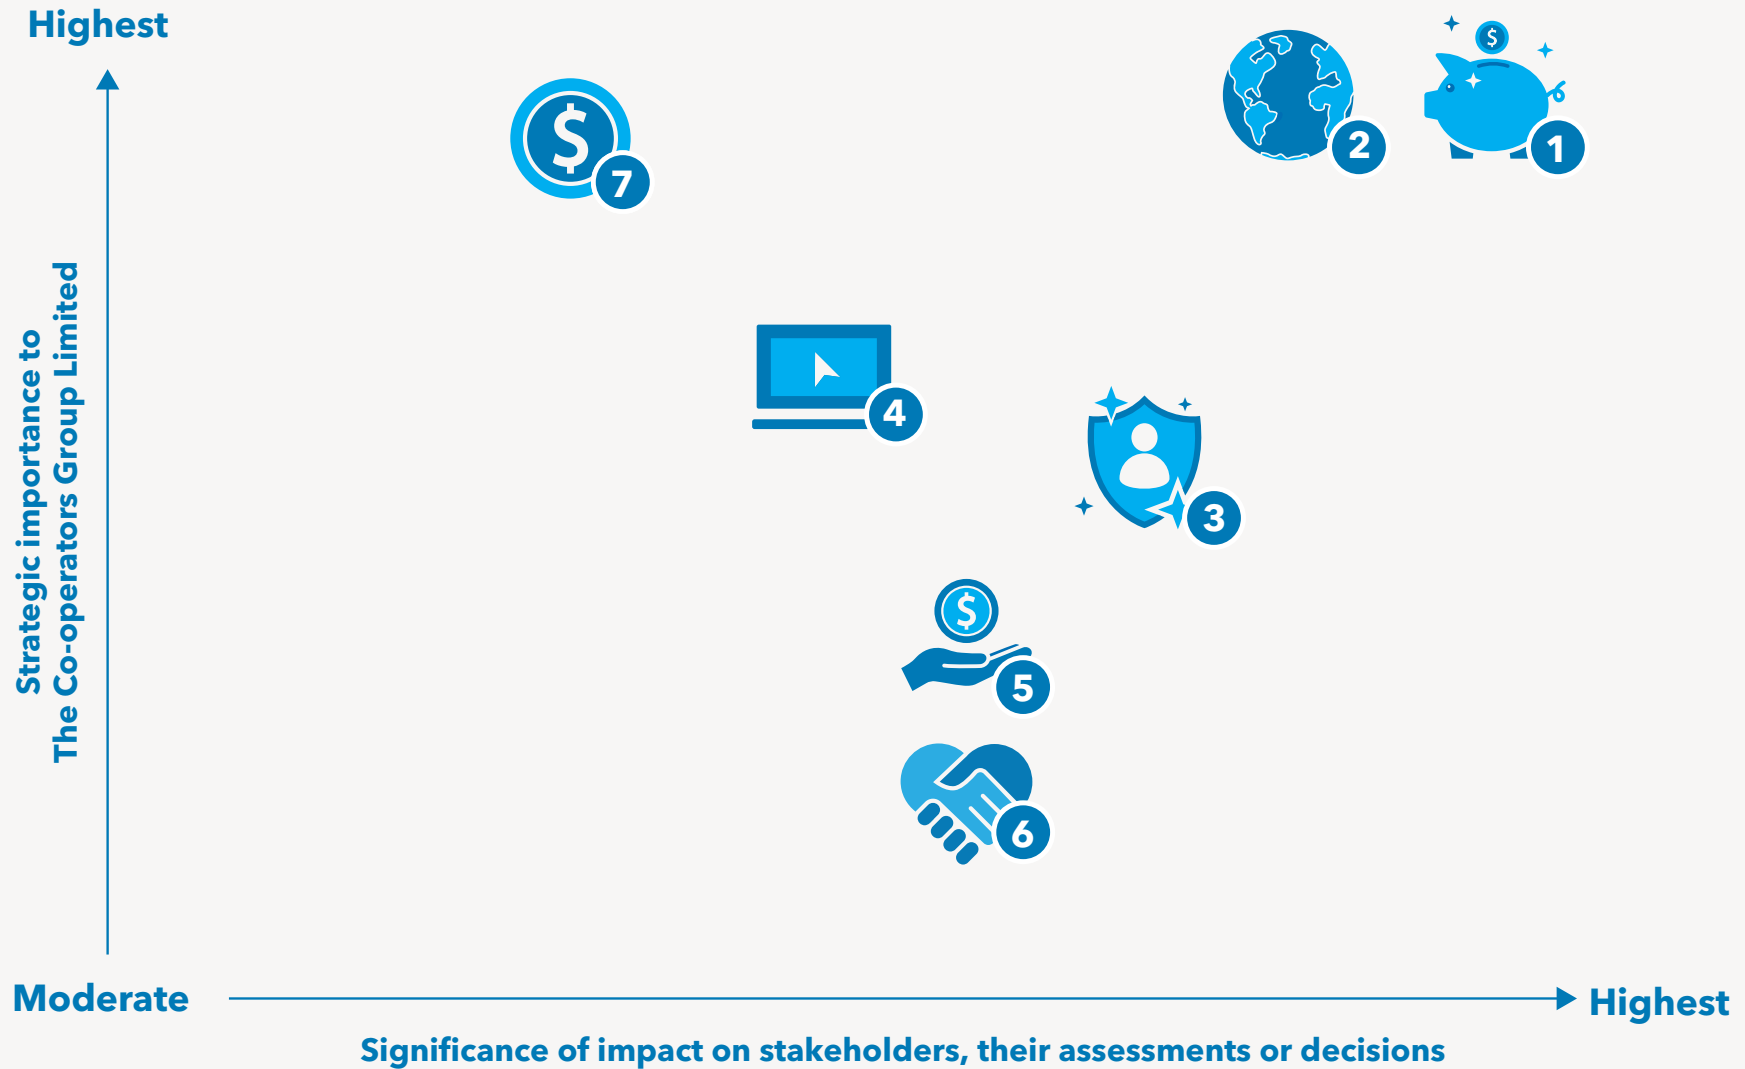 Highest
$
2
1
$
7
Strategic importance to
The Co-operators Group Limited
4
3
$
5
6
Moderate
Highest
Significance of impact on stakeholders, their assessments or decisions